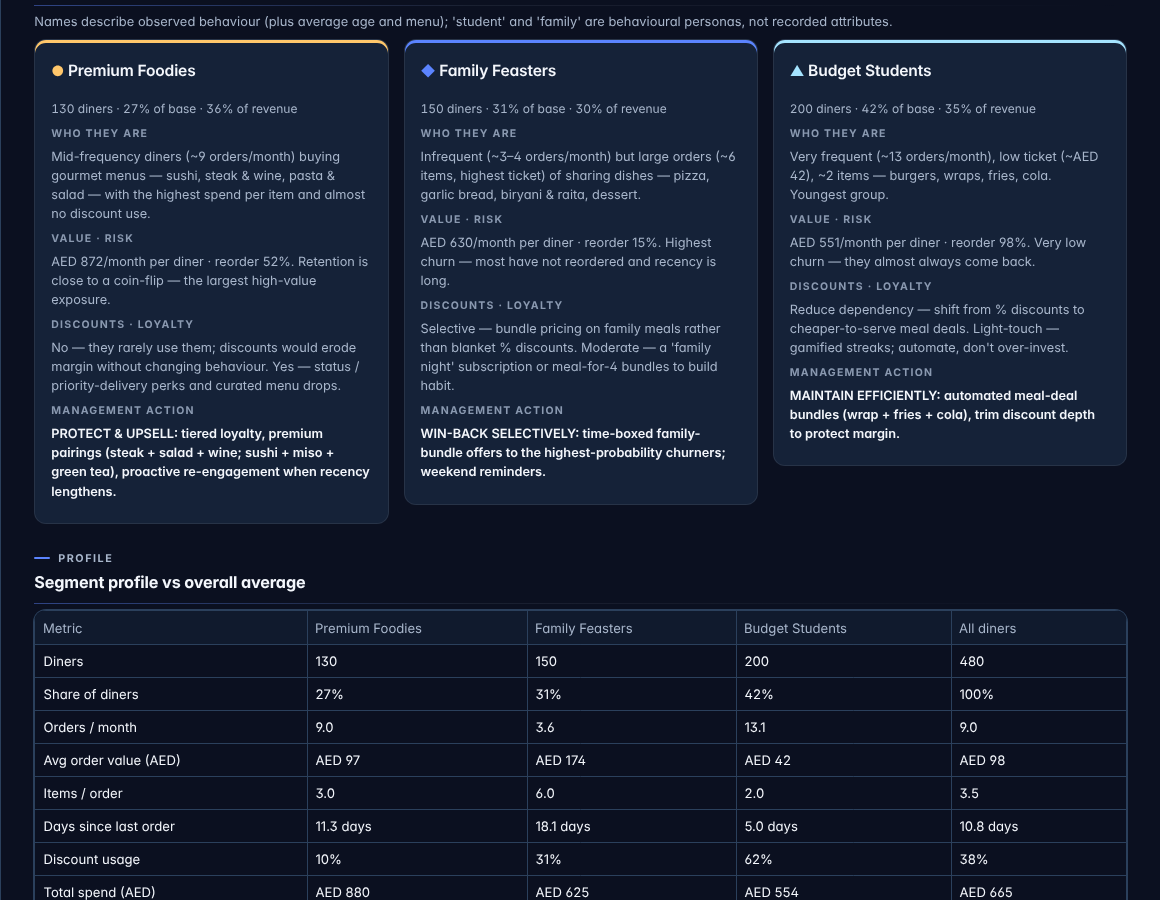 Names describe observed behaviour (plus average age and menu); 'student' and 'family' are behavioural personas, not recorded attributes.
Premium Foodies
130 diners · 27% of base · 36% of revenue
WHO THEY ARE
Mid-frequency diners (~9 orders/month) buying
gourmet menus — sushi, steak & wine, pasta &
salad — with the highest spend per item and almost
no discount use.
VALUE · RISK
AED 872/month per diner · reorder 52%. Retention is
close to a coin-flip — the largest high-value
exposure.
DISCOUNTS · LOYALTY
No — they rarely use them; discounts would erode
margin without changing behaviour. Yes — status /
priority-delivery perks and curated menu drops.
MANAGEMENT ACTION
PROTECT & UPSELL: tiered loyalty, premium
pairings (steak + salad + wine; sushi + miso +
green tea), proactive re-engagement when recency
lengthens.
Family Feasters
150 diners · 31% of base · 30% of revenue
WHO THEY ARE
Infrequent (~3–4 orders/month) but large orders (~6
items, highest ticket) of sharing dishes — pizza,
garlic bread, biryani & raita, dessert.
VALUE · RISK
AED 630/month per diner · reorder 15%. Highest
churn — most have not reordered and recency is
long.
DISCOUNTS · LOYALTY
Selective — bundle pricing on family meals rather
than blanket % discounts. Moderate — a 'family
night' subscription or meal-for-4 bundles to build
habit.
MANAGEMENT ACTION
WIN-BACK SELECTIVELY: time-boxed family-
bundle offers to the highest-probability churners;
weekend reminders.
Budget Students
200 diners · 42% of base · 35% of revenue
WHO THEY ARE
Very frequent (~13 orders/month), low ticket (~AED
42), ~2 items — burgers, wraps, fries, cola.
Youngest group.
VALUE · RISK
AED 551/month per diner · reorder 98%. Very low
churn — they almost always come back.
DISCOUNTS · LOYALTY
Reduce dependency — shift from % discounts to
cheaper-to-serve meal deals. Light-touch —
gamified streaks; automate, don't over-invest.
MANAGEMENT ACTION
MAINTAIN EFFICIENTLY: automated meal-deal
bundles (wrap + fries + cola), trim discount depth
to protect margin.
PROFILE
Segment profile vs overall average
Metric Premium Foodies Family Feasters Budget Students All diners
Diners 130 150 200 480
Share of diners 27% 31% 42% 100%
Orders / month 9.0 3.6 13.1 9.0
Avg order value (AED) AED 97 AED 174 AED 42 AED 98
Items / order 3.0 6.0 2.0 3.5
Days since last order 11.3 days 18.1 days 5.0 days 10.8 days
Discount usage 10% 31% 62% 38%
Total spend (AED) AED 880 AED 625 AED 554 AED 665